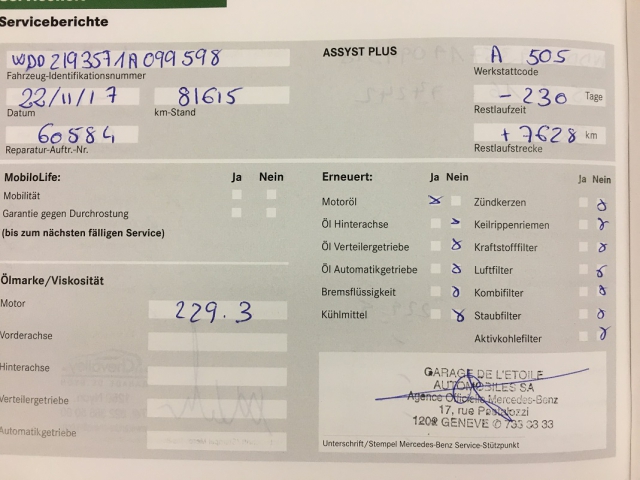 Serviceberichte
WDD2193571A099598
Fahrzeug-Identifikationsnummer
ASSYST PLUS
A 505
Werkstattcode
22/11/17
81615
Datum
km-Stand
- 230 Tage
Restlaufzeit
60584
Reparatur-Auftr.-Nr.
+7628 km
Restlaufstrecke
MobiloLife: Ja Nein
Mobilität
Garantie gegen Durchrostung
(bis zum nächsten fälligen Service)
Erneuert: Ja Nein Ja Nein
Motoröl Zündkerzen
Öl Hinterachse Keilrippenriemen
Öl Verteilergetriebe Kraftstofffilter
Öl Automatikgetriebe Luftfilter
Bremsflüssigkeit Kombifilter
Kühlmittel Staubfilter
Aktivkohlefilter
Ölmarke/Viskosität
Motor 229.3
Vorderachse
Hinterachse
Verteilergetriebe
Automatikgetriebe
GARAGE DE L'ETOILE
AUTOMOBILES SA
Agence Officielle Mercedes-Benz
17, rue Pestalozzi
1202 GENEVE ✆ 733 33 33
Unterschrift/Stempel Mercedes-Benz Service-Stützpunkt